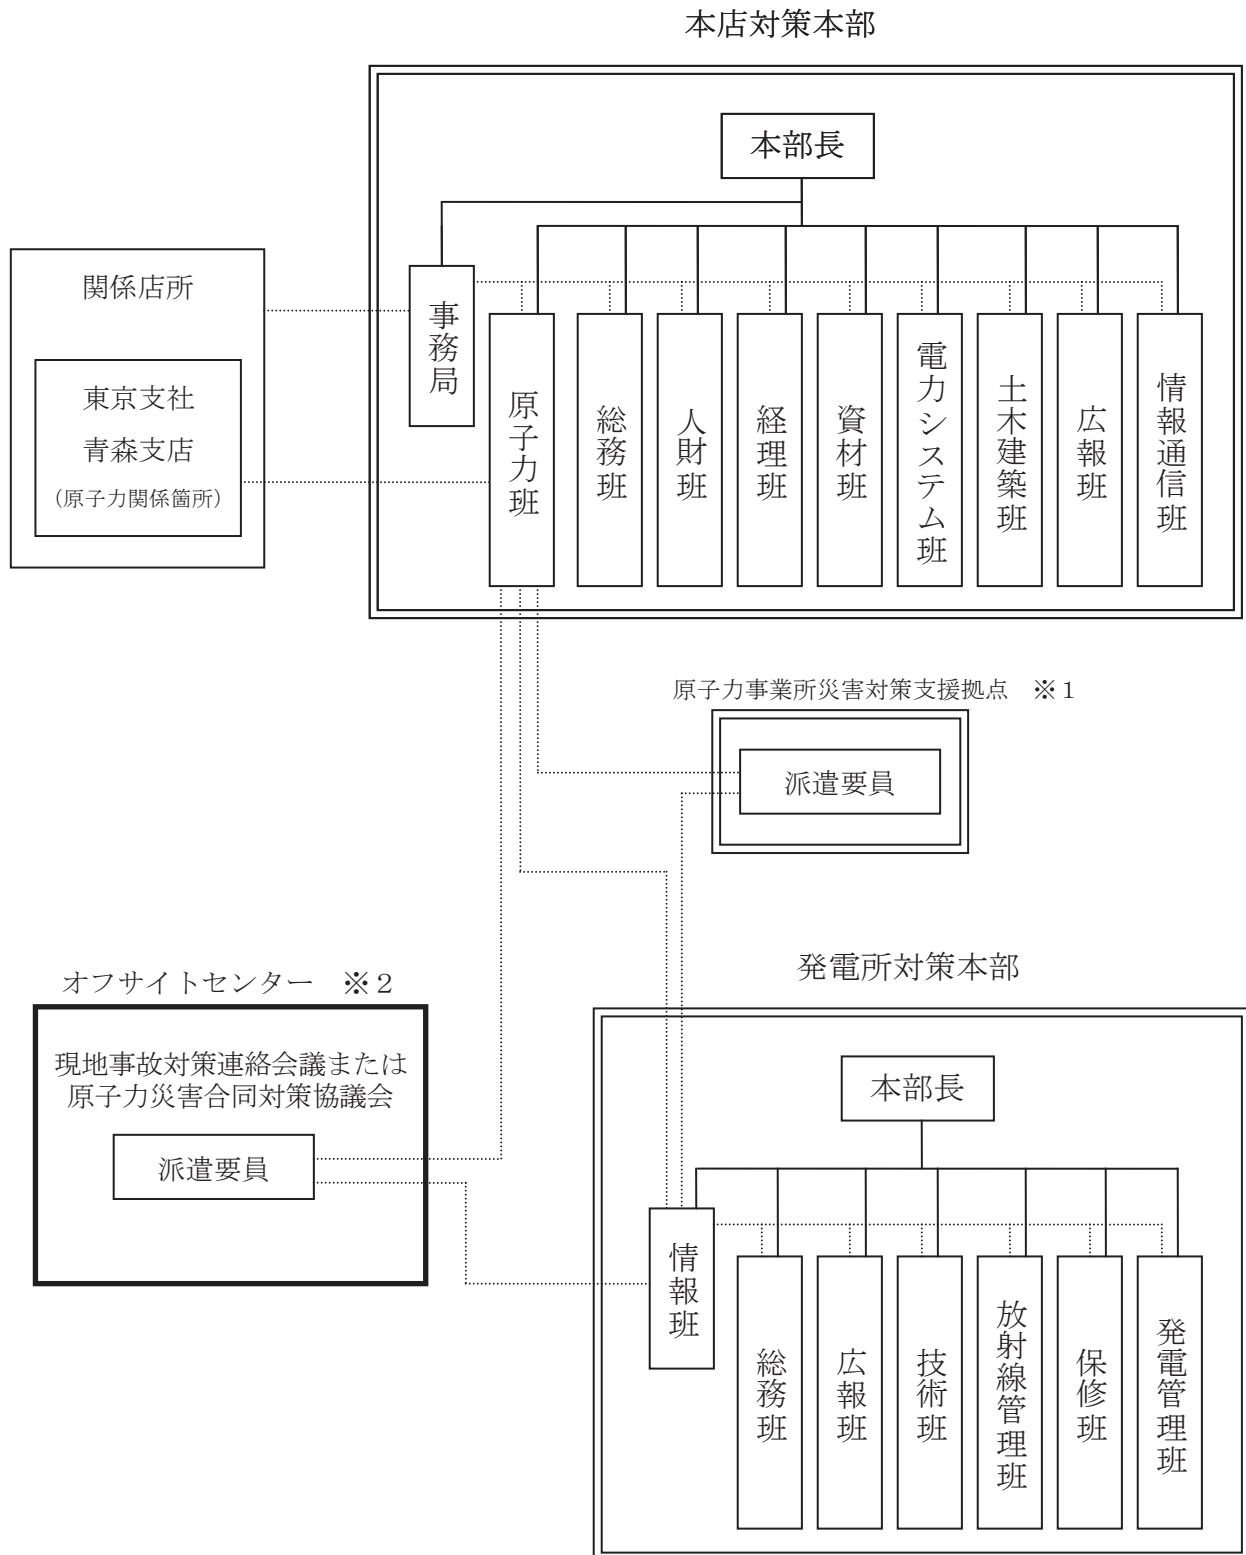 本店対策本部
本部長
関係店所
東京支社
青森支店
(原子力関係箇所)
事務局
原子力班
総務班
人財班
経理班
資材班
電力システム班
土木建築班
広報班
情報通信班
原子力事業所災害対策支援拠点　※1
派遣要員
オフサイトセンター　※2
現地事故対策連絡会議または
原子力災害合同対策協議会
派遣要員
発電所対策本部
本部長
情報班
総務班
広報班
技術班
放射線管理班
保修班
発電管理班